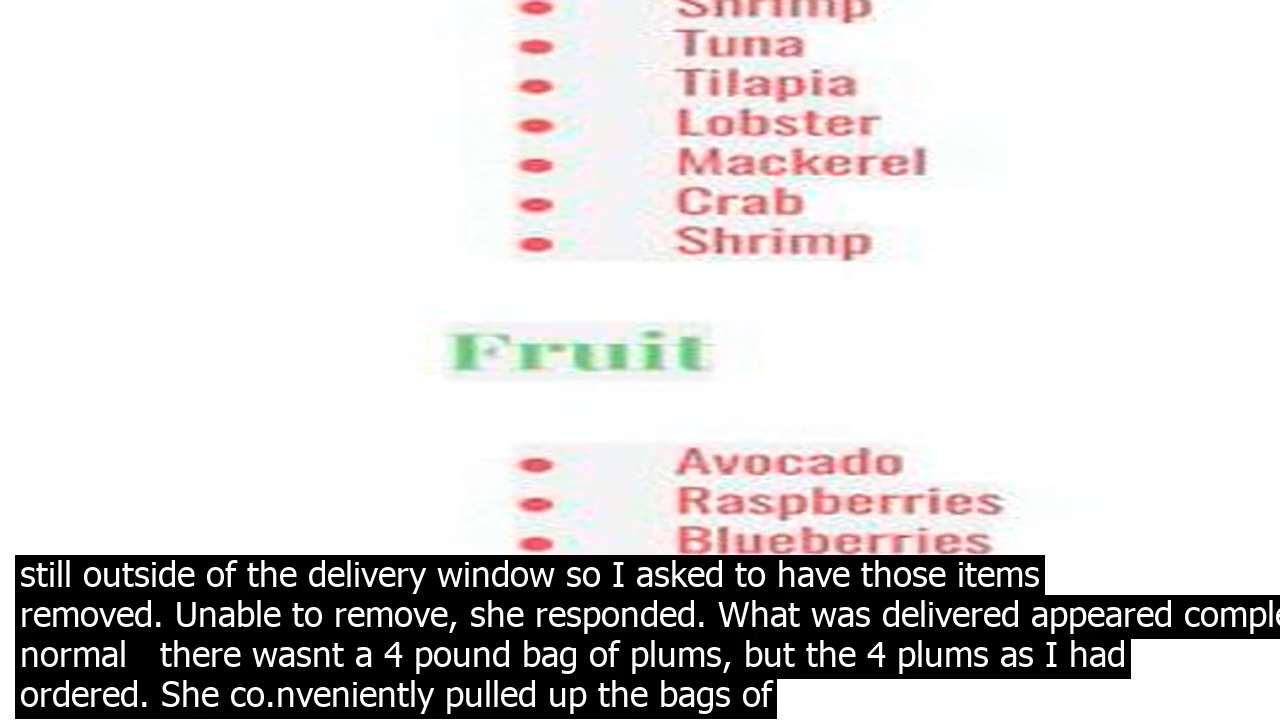 Shrimp
Tuna
Tilapia
Lobster
Mackerel
Crab
Shrimp
Fruit
Avocado
Raspberries
Blueberries
still outside of the delivery window so I asked to have those items
removed. Unable to remove, she responded. What was delivered appeared comple
normal there wasnt a 4 pound bag of plums, but the 4 plums as I had
ordered. She co.nveniently pulled up the bags of